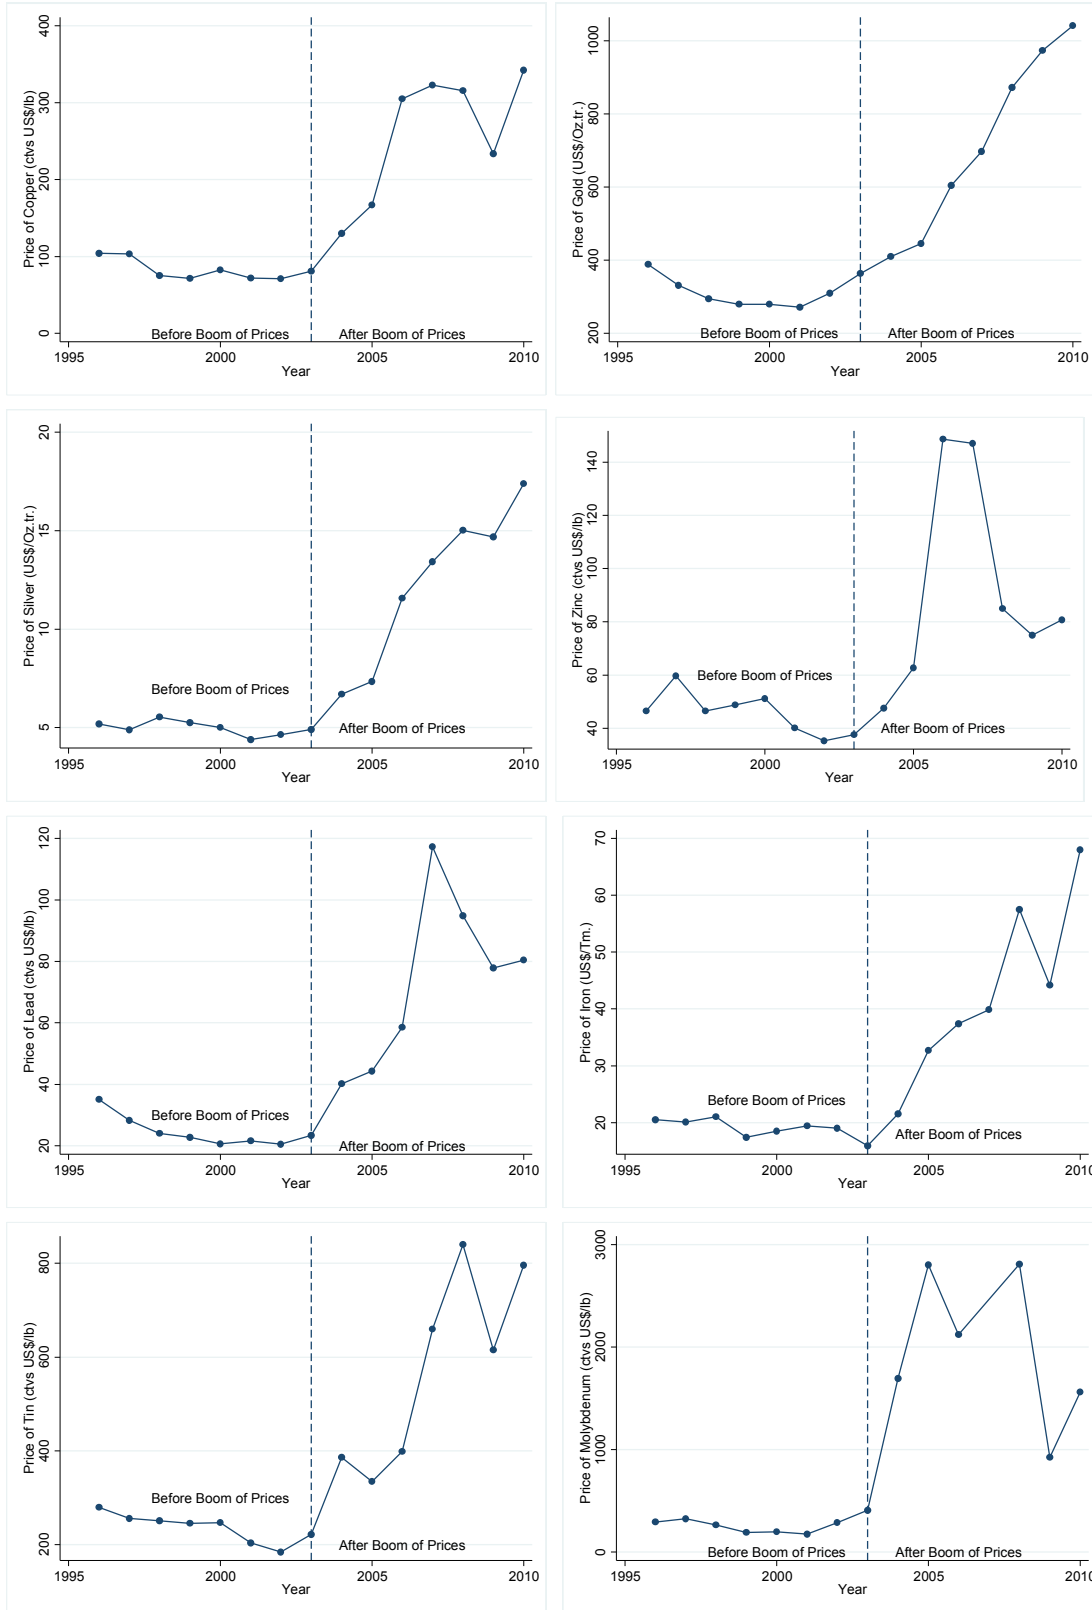 Price of Copper (ctvs US$/lb)
400
300
200
100
0
Before Boom of Prices
After Boom of Prices
1995 2000 2005 2010
Year
Price of Gold (US$/Oz.tr.)
1000
800
600
400
200
Before Boom of Prices
After Boom of Prices
1995 2000 2005 2010
Year
Price of Silver (US$/Oz.tr.)
20
15
10
5
Before Boom of Prices
After Boom of Prices
1995 2000 2005 2010
Year
Price of Zinc (ctvs US$/lb)
140
120
100
80
60
40
Before Boom of Prices
After Boom of Prices
1995 2000 2005 2010
Year
Price of Lead (ctvs US$/lb)
120
100
80
60
40
20
Before Boom of Prices
After Boom of Prices
1995 2000 2005 2010
Year
Price of Iron (US$/Tm.)
70
60
50
40
30
20
Before Boom of Prices
After Boom of Prices
1995 2000 2005 2010
Year
Price of Tin (ctvs US$/lb)
800
600
400
200
Before Boom of Prices
After Boom of Prices
1995 2000 2005 2010
Year
Price of Molybdenum (ctvs US$/lb)
3000
2000
1000
0
Before Boom of Prices
After Boom of Prices
1995 2000 2005 2010
Year